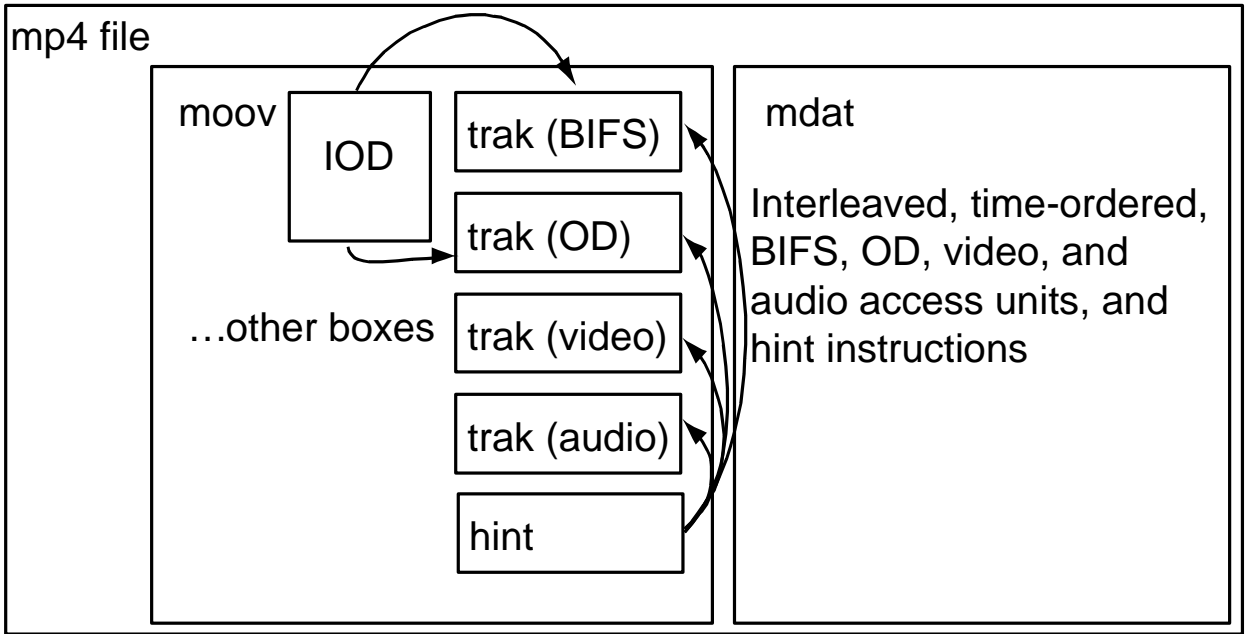 mp4 file
moov
IOD
trak (BIFS)
trak (OD)
…other boxes
trak (video)
trak (audio)
hint
mdat
Interleaved, time-ordered,
BIFS, OD, video, and
audio access units, and
hint instructions